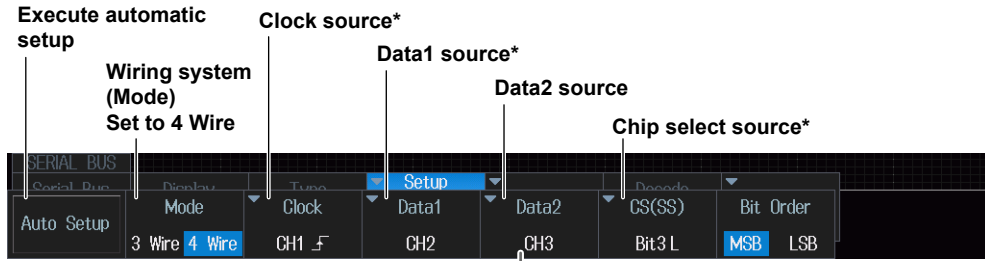 Execute automatic
setup
Clock source*
Data1 source*
Wiring system
(Mode)
Set to 4 Wire
Data2 source
Chip select source*
SERIAL BUS
Setup
Serial Bus Display Type Decode
Auto Setup
Mode Clock Data1 Data2 CS(SS) Bit Order
3 Wire 4 Wire CH1 CH2 CH3 Bit3 L MSB LSB